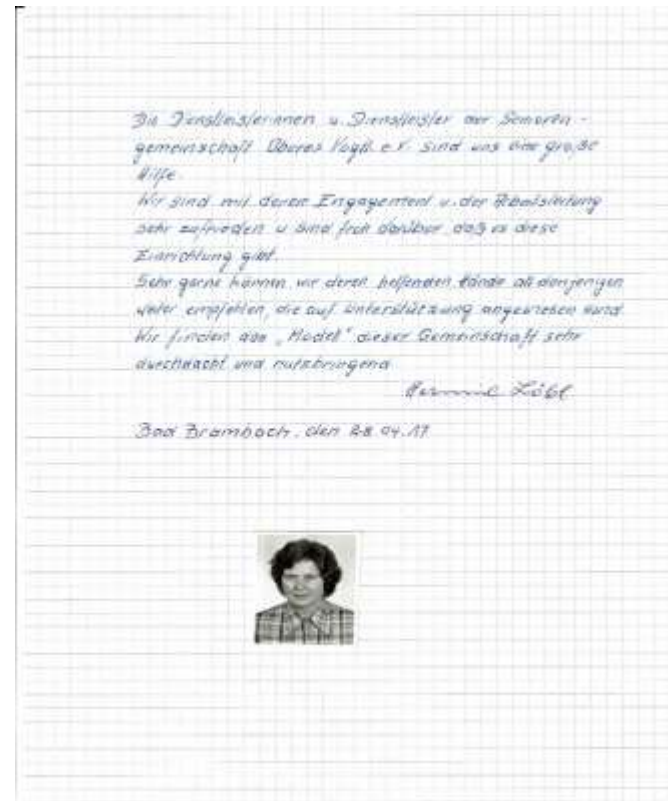 Die Dienstleisterinnen u. Dienstleister der Senioren-
gemeinschaft Oberes Vogtl. e.V. sind uns eine große
Hilfe.
Wir sind mit deren Engagement u. der Arbeitsleistung
sehr zufrieden u. sind froh darüber, daß es diese
Einrichtung gibt.
Sehr gerne können wir deren helfenden Hände all denjenigen
weiter empfehlen, die auf Unterstützung angewiesen sind.
Wir finden das „Modell“ dieser Gemeinschaft sehr
durchdacht und nutzbringend
Löbl
Bad Brambach, den 28.04.17